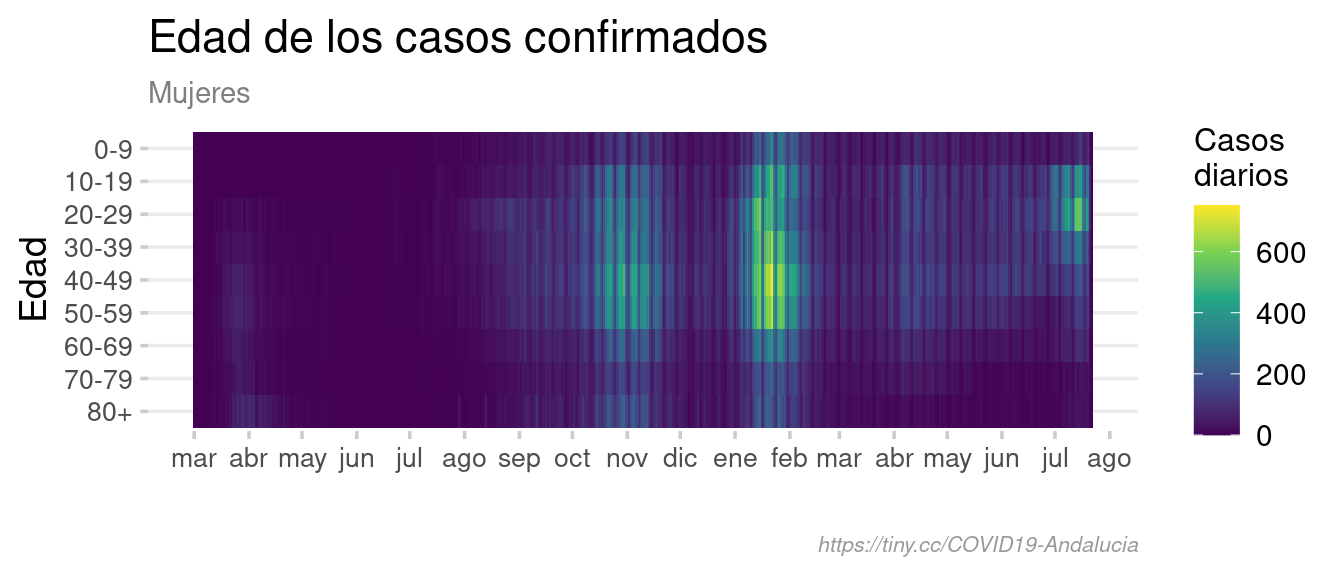 Edad de los casos confirmados
Mujeres
Edad
0-9
10-19
20-29
30-39
40-49
50-59
60-69
70-79
80+
mar abr may jun jul ago sep oct nov dic ene feb mar abr may jun jul ago
Casos
diarios
600
400
200
0
https://tiny.cc/COVID19-Andalucia